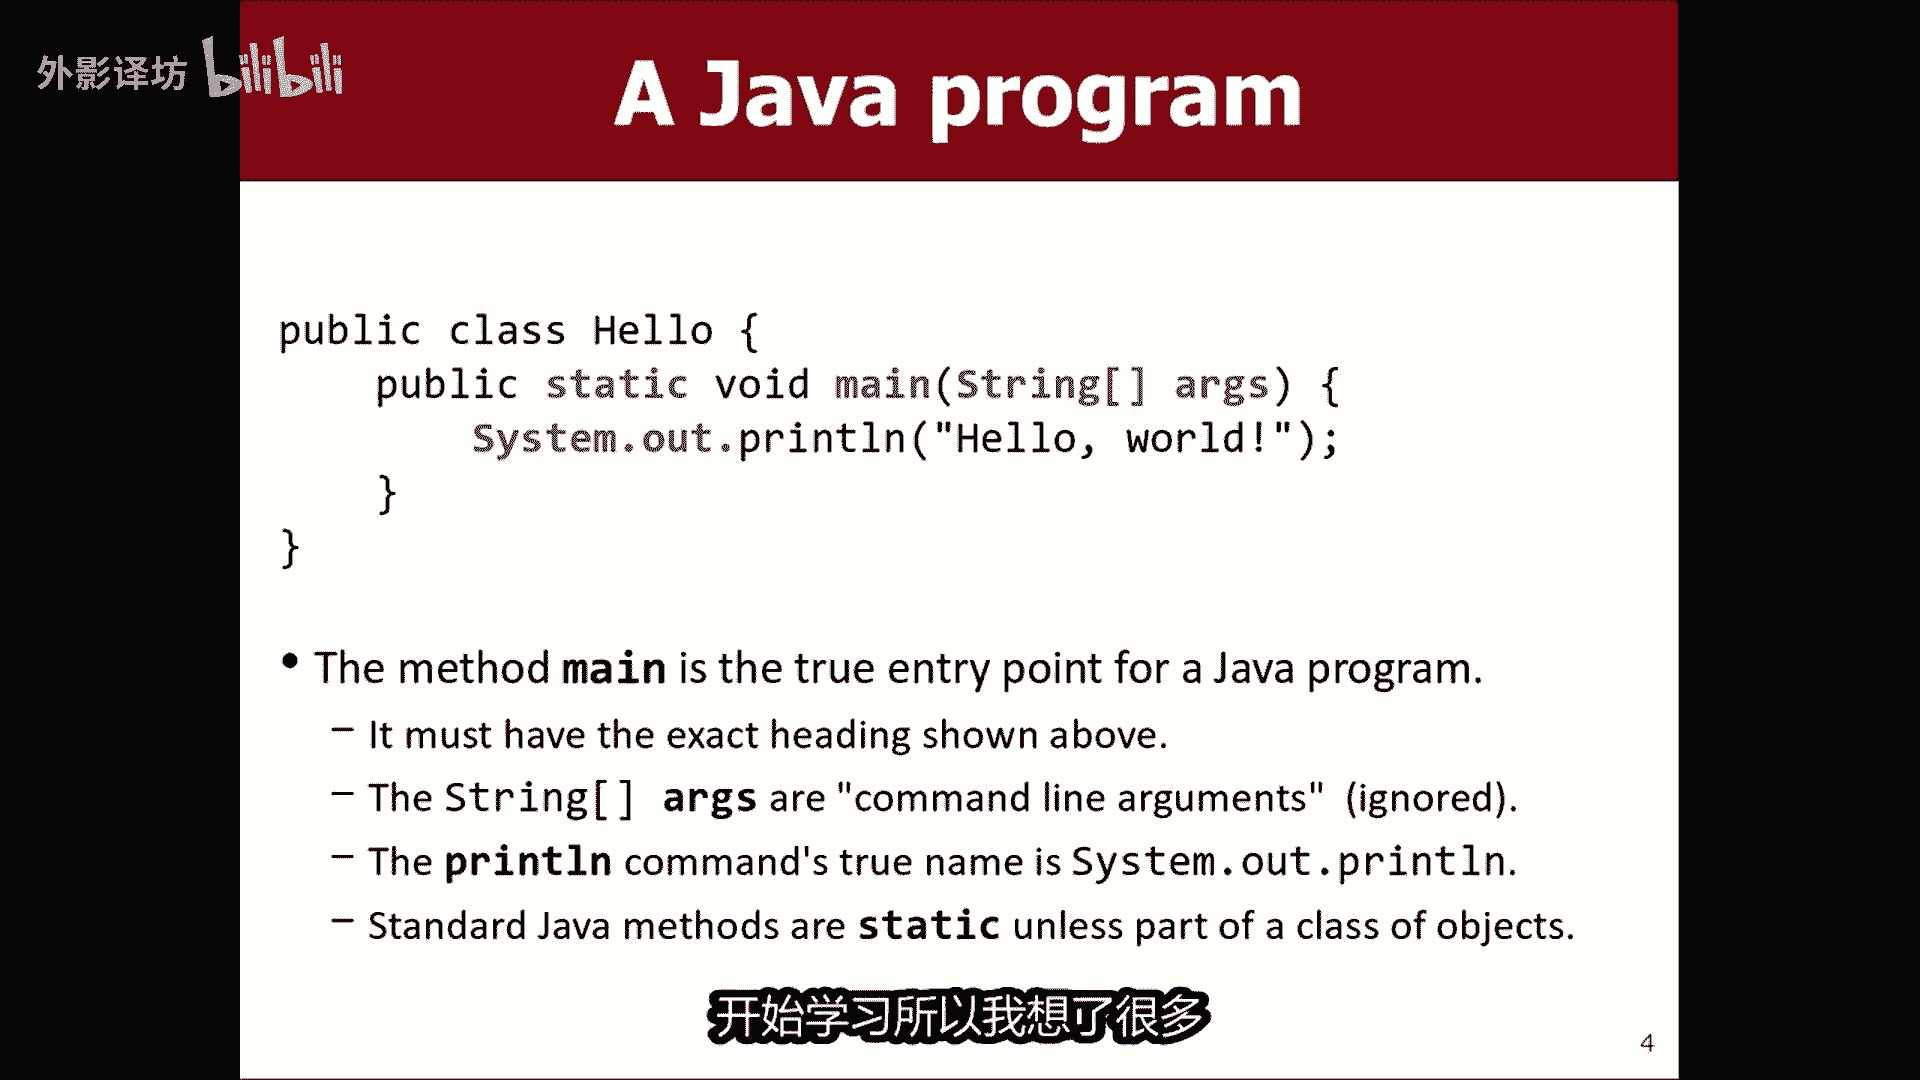 外影译坊 bilibili
A Java program
public class Hello {
    public static void main(String[] args) {
        System.out.println("Hello, world!");
    }
}
• The method main is the true entry point for a Java program.
– It must have the exact heading shown above.
– The String[] args are "command line arguments" (ignored).
– The println command's true name is System.out.println.
– Standard Java methods are static unless part of a class of objects.
开始学习所以我想了很多
4